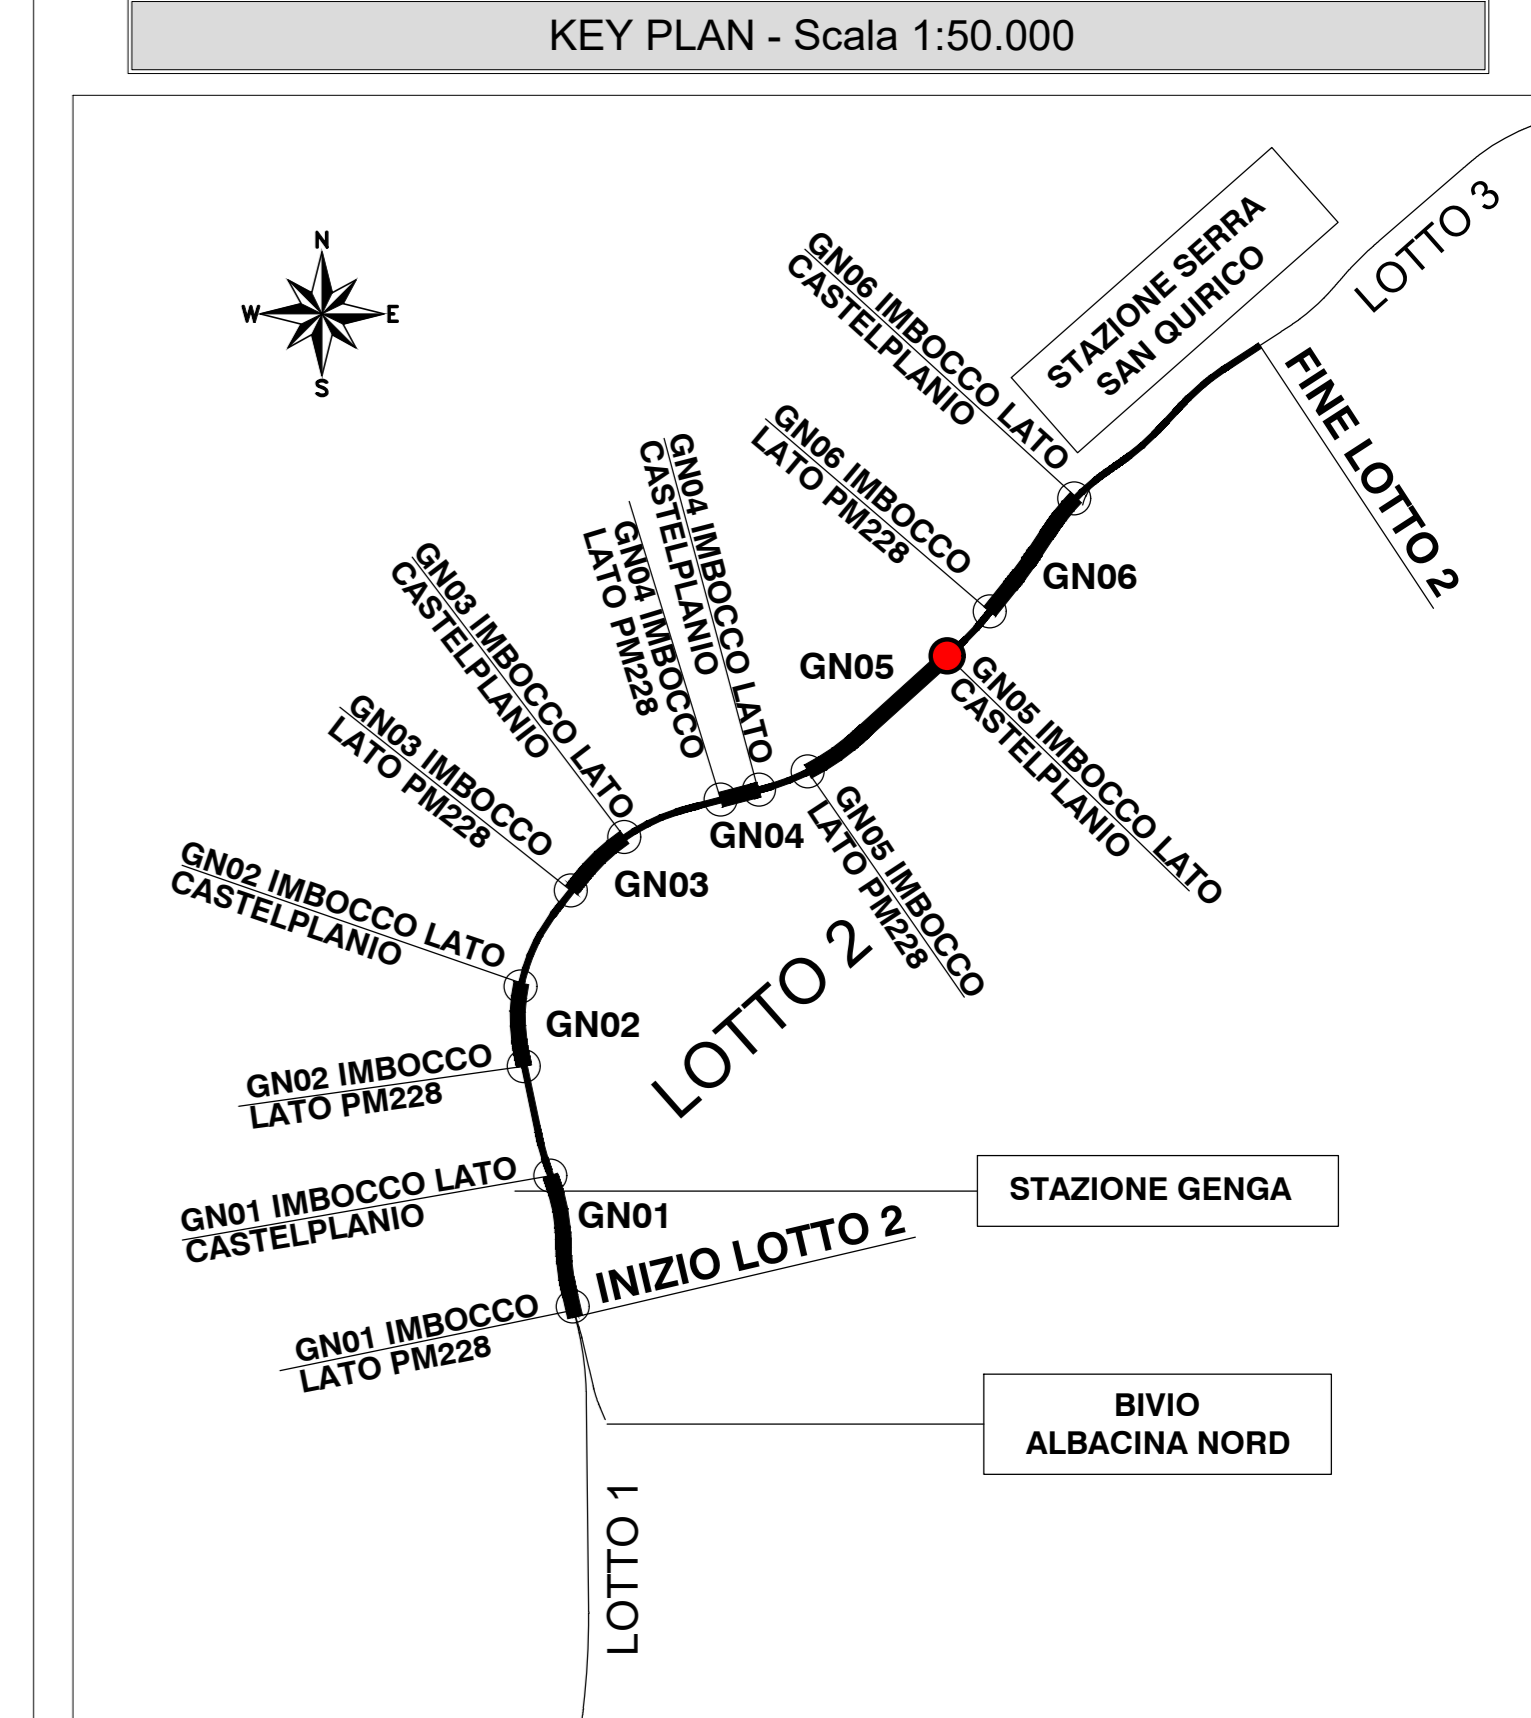 KEY PLAN - Scala 1:50.000
N
W
E
S
LOTTO 3
STAZIONE SERRA
SAN QUIRICO
GN06 IMBOCCO LATO
CASTELPLANIO
FINE LOTTO 2
GN06 IMBOCCO
LATO PM228
GN06
GN04 IMBOCCO LATO
CASTELPLANIO
GN04 IMBOCCO
LATO PM228
GN05
GN05 IMBOCCO LATO
CASTELPLANIO
GN03 IMBOCCO LATO
CASTELPLANIO
GN03 IMBOCCO
LATO PM228
GN04
GN05 IMBOCCO
LATO PM228
GN03
GN02 IMBOCCO LATO
CASTELPLANIO
LOTTO 2
GN02
GN02 IMBOCCO
LATO PM228
GN01 IMBOCCO LATO
CASTELPLANIO
STAZIONE GENGA
GN01
INIZIO LOTTO 2
GN01 IMBOCCO
LATO PM228
BIVIO
ALBACINA NORD
LOTTO 1